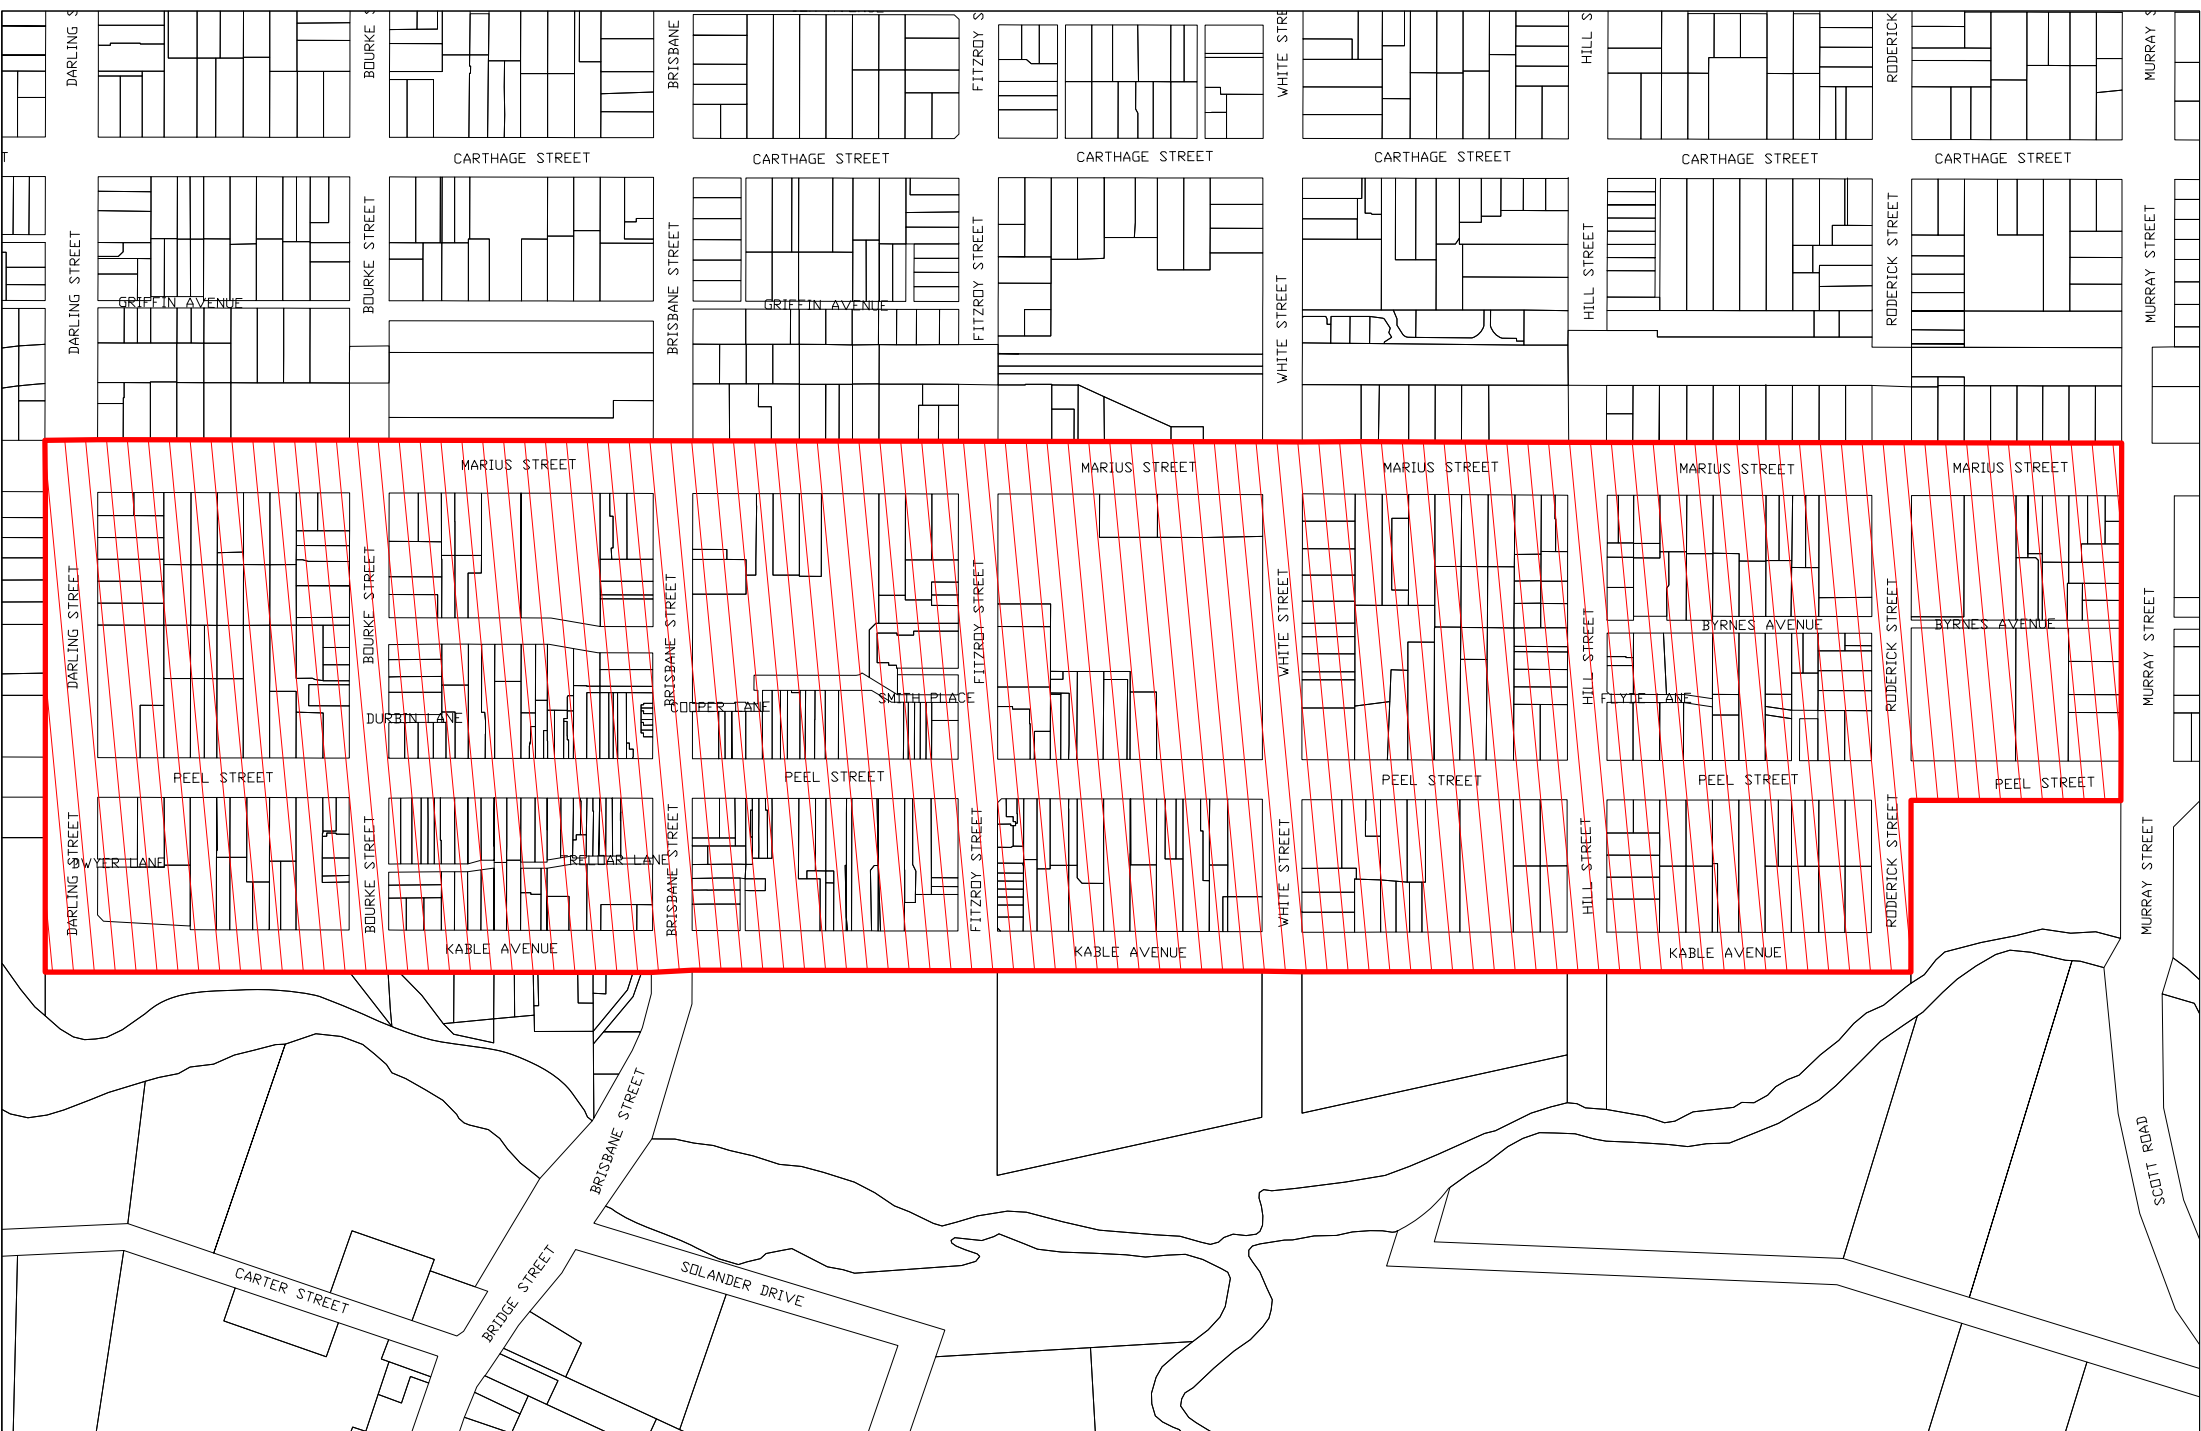 DARLING S
BOURKE S
BRISBANE
FITZROY S
WHITE STRE
HILL S
RODERICK
MURRAY S
CARTHAGE STREET
CARTHAGE STREET
CARTHAGE STREET
CARTHAGE STREET
CARTHAGE STREET
CARTHAGE STREET
T
DARLING STREET
BOURKE STREET
BRISBANE STREET
FITZROY STREET
WHITE STREET
HILL STREET
RODERICK STREET
MURRAY STREET
GRIFFIN AVENUE
GRIFFIN AVENUE
MARIUS STREET
MARIUS STREET
MARIUS STREET
MARIUS STREET
MARIUS STREET
DARLING STREET
BOURKE STREET
BRISBANE STREET
FITZROY STREET
WHITE STREET
HILL STREET
RODERICK STREET
MURRAY STREET
BYRNES AVENUE
BYRNES AVENUE
DURBIN LANE
COOPER LANE
SMITH PLACE
FLYDE LANE
PEEL STREET
PEEL STREET
PEEL STREET
PEEL STREET
PEEL STREET
DARLING STREET
BOURKE STREET
BRISBANE STREET
FITZROY STREET
WHITE STREET
HILL STREET
RODERICK STREET
MURRAY STREET
DWYER LANE
TRELOAR LANE
KABLE AVENUE
KABLE AVENUE
KABLE AVENUE
BRISBANE STREET
SCOTT ROAD
CARTER STREET
BRIDGE STREET
SOLANDER DRIVE